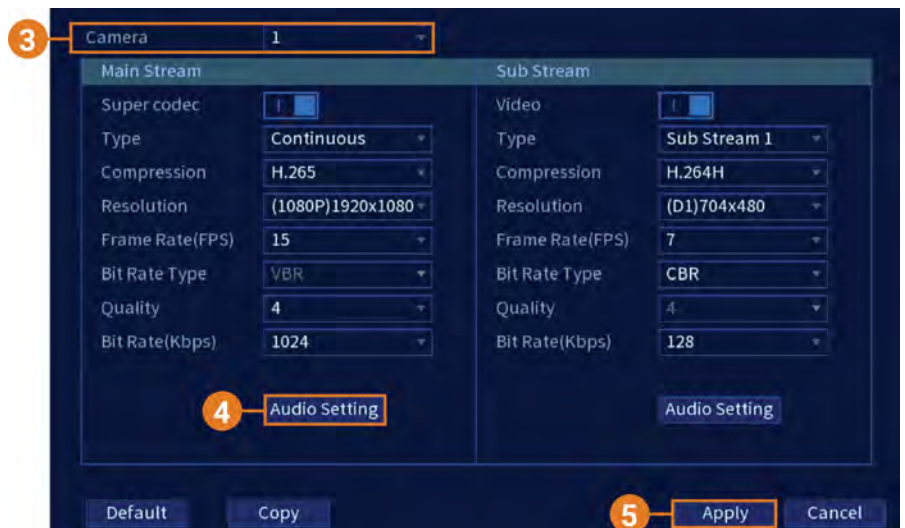 3 Camera 1
Main Stream Sub Stream
Super codec Video
Type Continuous Type Sub Stream 1
Compression H.265 Compression H.264H
Resolution (1080P)1920x1080 Resolution (D1)704x480
Frame Rate(FPS) 15 Frame Rate(FPS) 7
Bit Rate Type VBR Bit Rate Type CBR
Quality 4 Quality 4
Bit Rate(Kbps) 1024 Bit Rate(Kbps) 128
4 Audio Setting Audio Setting
Default Copy 5 Apply Cancel